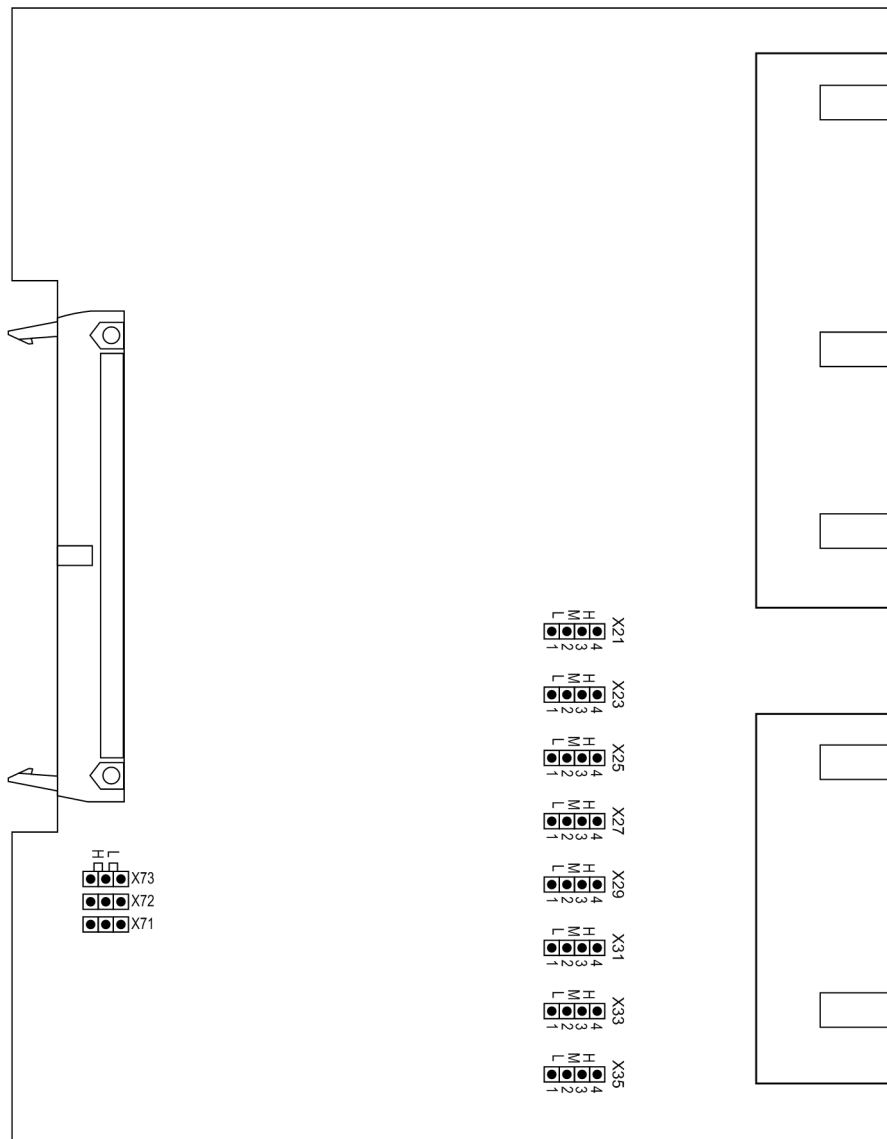 L M H X21
1 2 3 4
L M H X23
1 2 3 4
L M H X25
1 2 3 4
L M H X27
1 2 3 4
L M H X29
1 2 3 4
L M H X31
1 2 3 4
L M H X33
1 2 3 4
L M H X35
1 2 3 4
H L
X73
X72
X71